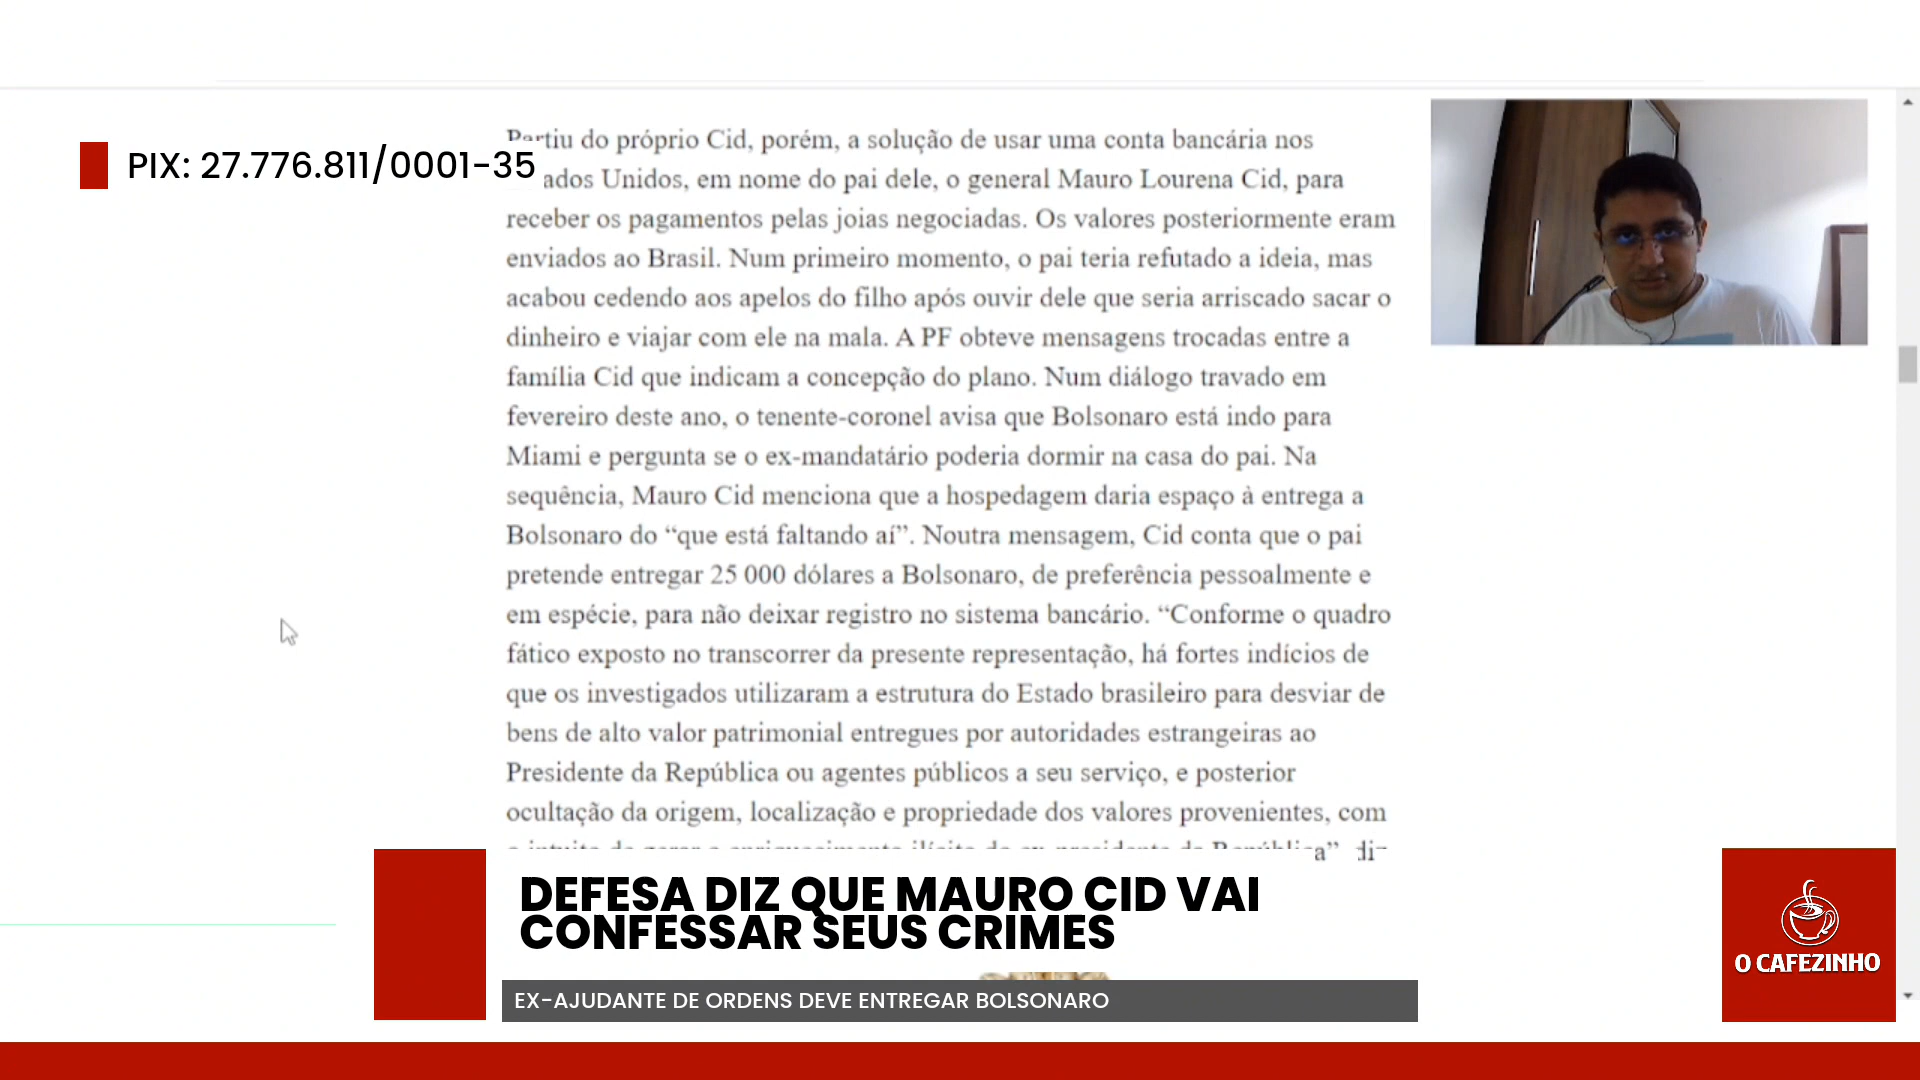 PIX: 27.776.811/0001-35
Partiu do próprio Cid, porém, a solução de usar uma conta bancária nos
ados Unidos, em nome do pai dele, o general Mauro Lourena Cid, para
receber os pagamentos pelas joias negociadas. Os valores posteriormente eram
enviados ao Brasil. Num primeiro momento, o pai teria refutado a ideia, mas
acabou cedendo aos apelos do filho após ouvir dele que seria arriscado sacar o
dinheiro e viajar com ele na mala. A PF obteve mensagens trocadas entre a
família Cid que indicam a concepção do plano. Num diálogo travado em
fevereiro deste ano, o tenente-coronel avisa que Bolsonaro está indo para
Miami e pergunta se o ex-mandatário poderia dormir na casa do pai. Na
sequência, Mauro Cid menciona que a hospedagem daria espaço à entrega a
Bolsonaro do “que está faltando aí”. Noutra mensagem, Cid conta que o pai
pretende entregar 25 000 dólares a Bolsonaro, de preferência pessoalmente e
em espécie, para não deixar registro no sistema bancário. “Conforme o quadro
fático exposto no transcorrer da presente representação, há fortes indícios de
que os investigados utilizaram a estrutura do Estado brasileiro para desviar de
bens de alto valor patrimonial entregues por autoridades estrangeiras ao
Presidente da República ou agentes públicos a seu serviço, e posterior
ocultação da origem, localização e propriedade dos valores provenientes, com
o intuito de gerar o enriquecimento ilícito do ex-presidente da República”, diz
DEFESA DIZ QUE MAURO CID VAI
CONFESSAR SEUS CRIMES
EX-AJUDANTE DE ORDENS DEVE ENTREGAR BOLSONARO
O CAFEZINHO